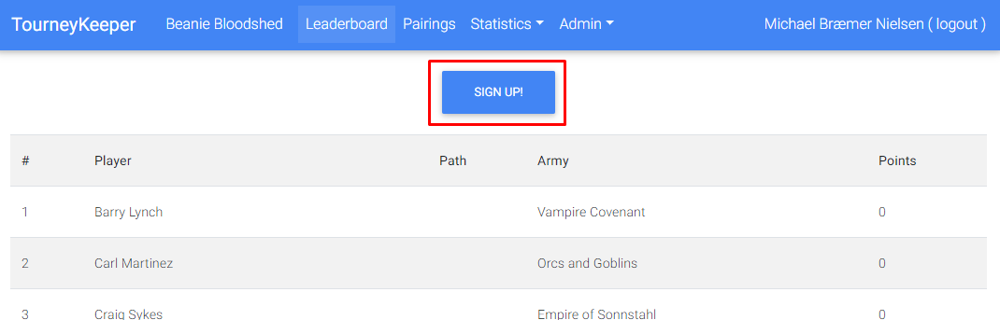 TourneyKeeper Beanie Bloodshed Leaderboard Pairings Statistics Admin Michael Bræmer Nielsen ( logout )
SIGN UP!
# Player Path Army Points
1 Barry Lynch Vampire Covenant 0
2 Carl Martinez Orcs and Goblins 0
3 Craig Sykes Empire of Sonnstahl 0